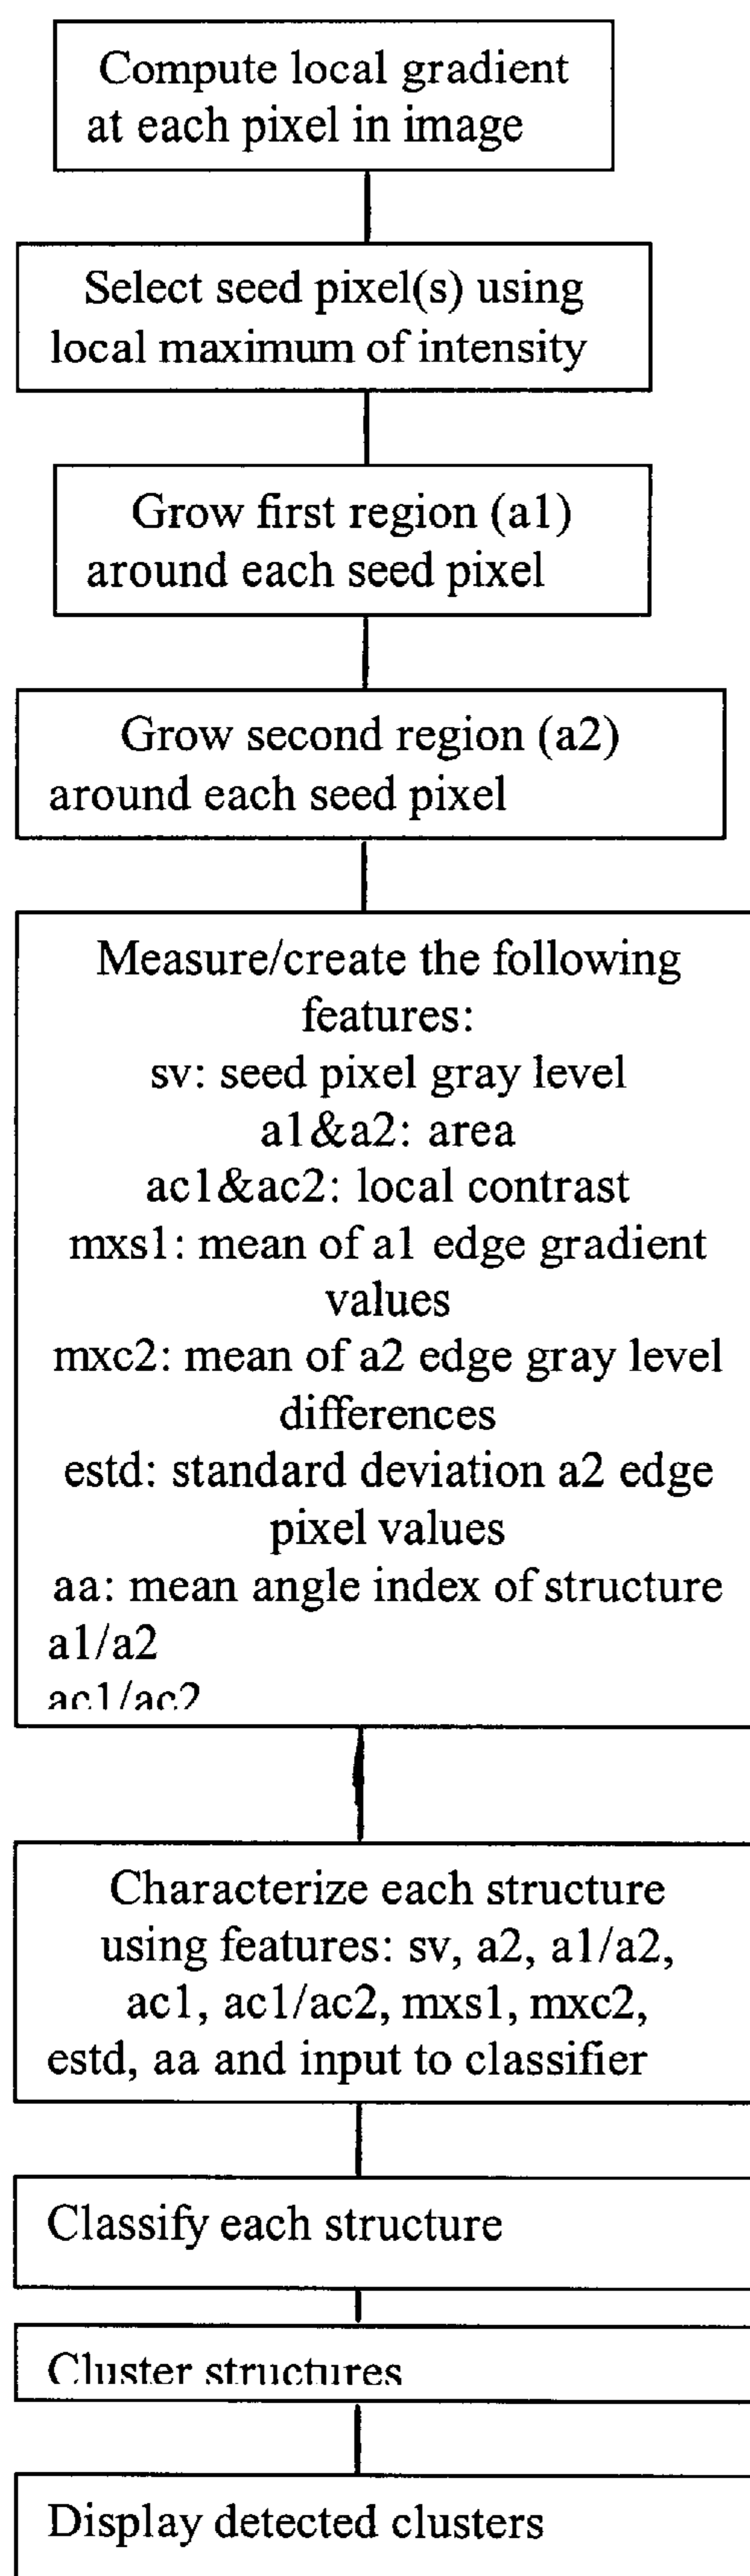 Compute local gradient
at each pixel in image
Select seed pixel(s) using
local maximum of intensity
Grow first region (a1)
around each seed pixel
Grow second region (a2)
around each seed pixel
Measure/create the following
features:
sv: seed pixel gray level
a1&a2: area
ac1&ac2: local contrast
mxs1: mean of a1 edge gradient
values
mxc2: mean of a2 edge gray level
differences
estd: standard deviation a2 edge
pixel values
aa: mean angle index of structure
a1/a2
ac1/ac2
Characterize each structure
using features: sv, a2, a1/a2,
ac1, ac1/ac2, mxs1, mxc2,
estd, aa and input to classifier
Classify each structure
Cluster structures
Display detected clusters